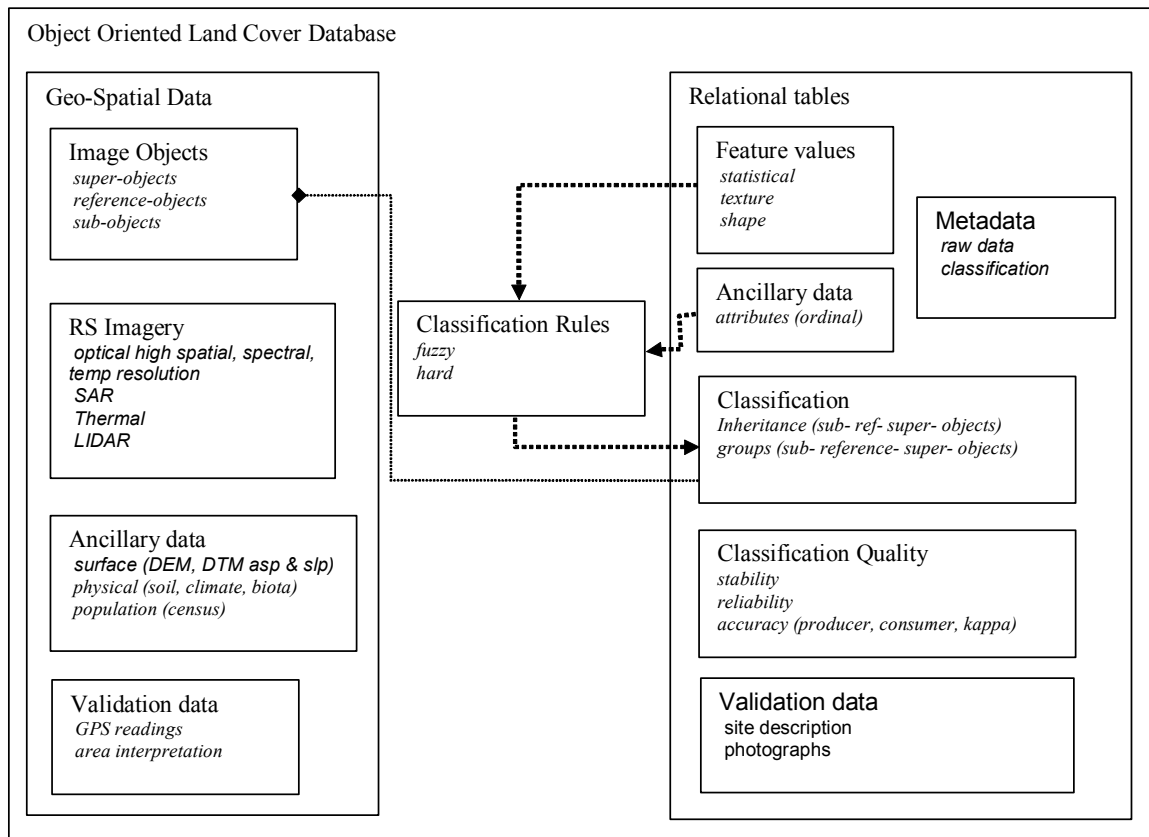 Object Oriented Land Cover Database
Geo-Spatial Data
Image Objects
super-objects
reference-objects
sub-objects
RS Imagery
optical high spatial, spectral,
temp resolution
SAR
Thermal
LIDAR
Ancillary data
surface (DEM, DTM asp & slp)
physical (soil, climate, biota)
population (census)
Validation data
GPS readings
area interpretation
Classification Rules
fuzzy
hard
Relational tables
Feature values
statistical
texture
shape
Metadata
raw data
classification
Ancillary data
attributes (ordinal)
Classification
Inheritance (sub- ref- super- objects)
groups (sub- reference- super- objects)
Classification Quality
stability
reliability
accuracy (producer, consumer, kappa)
Validation data
site description
photographs